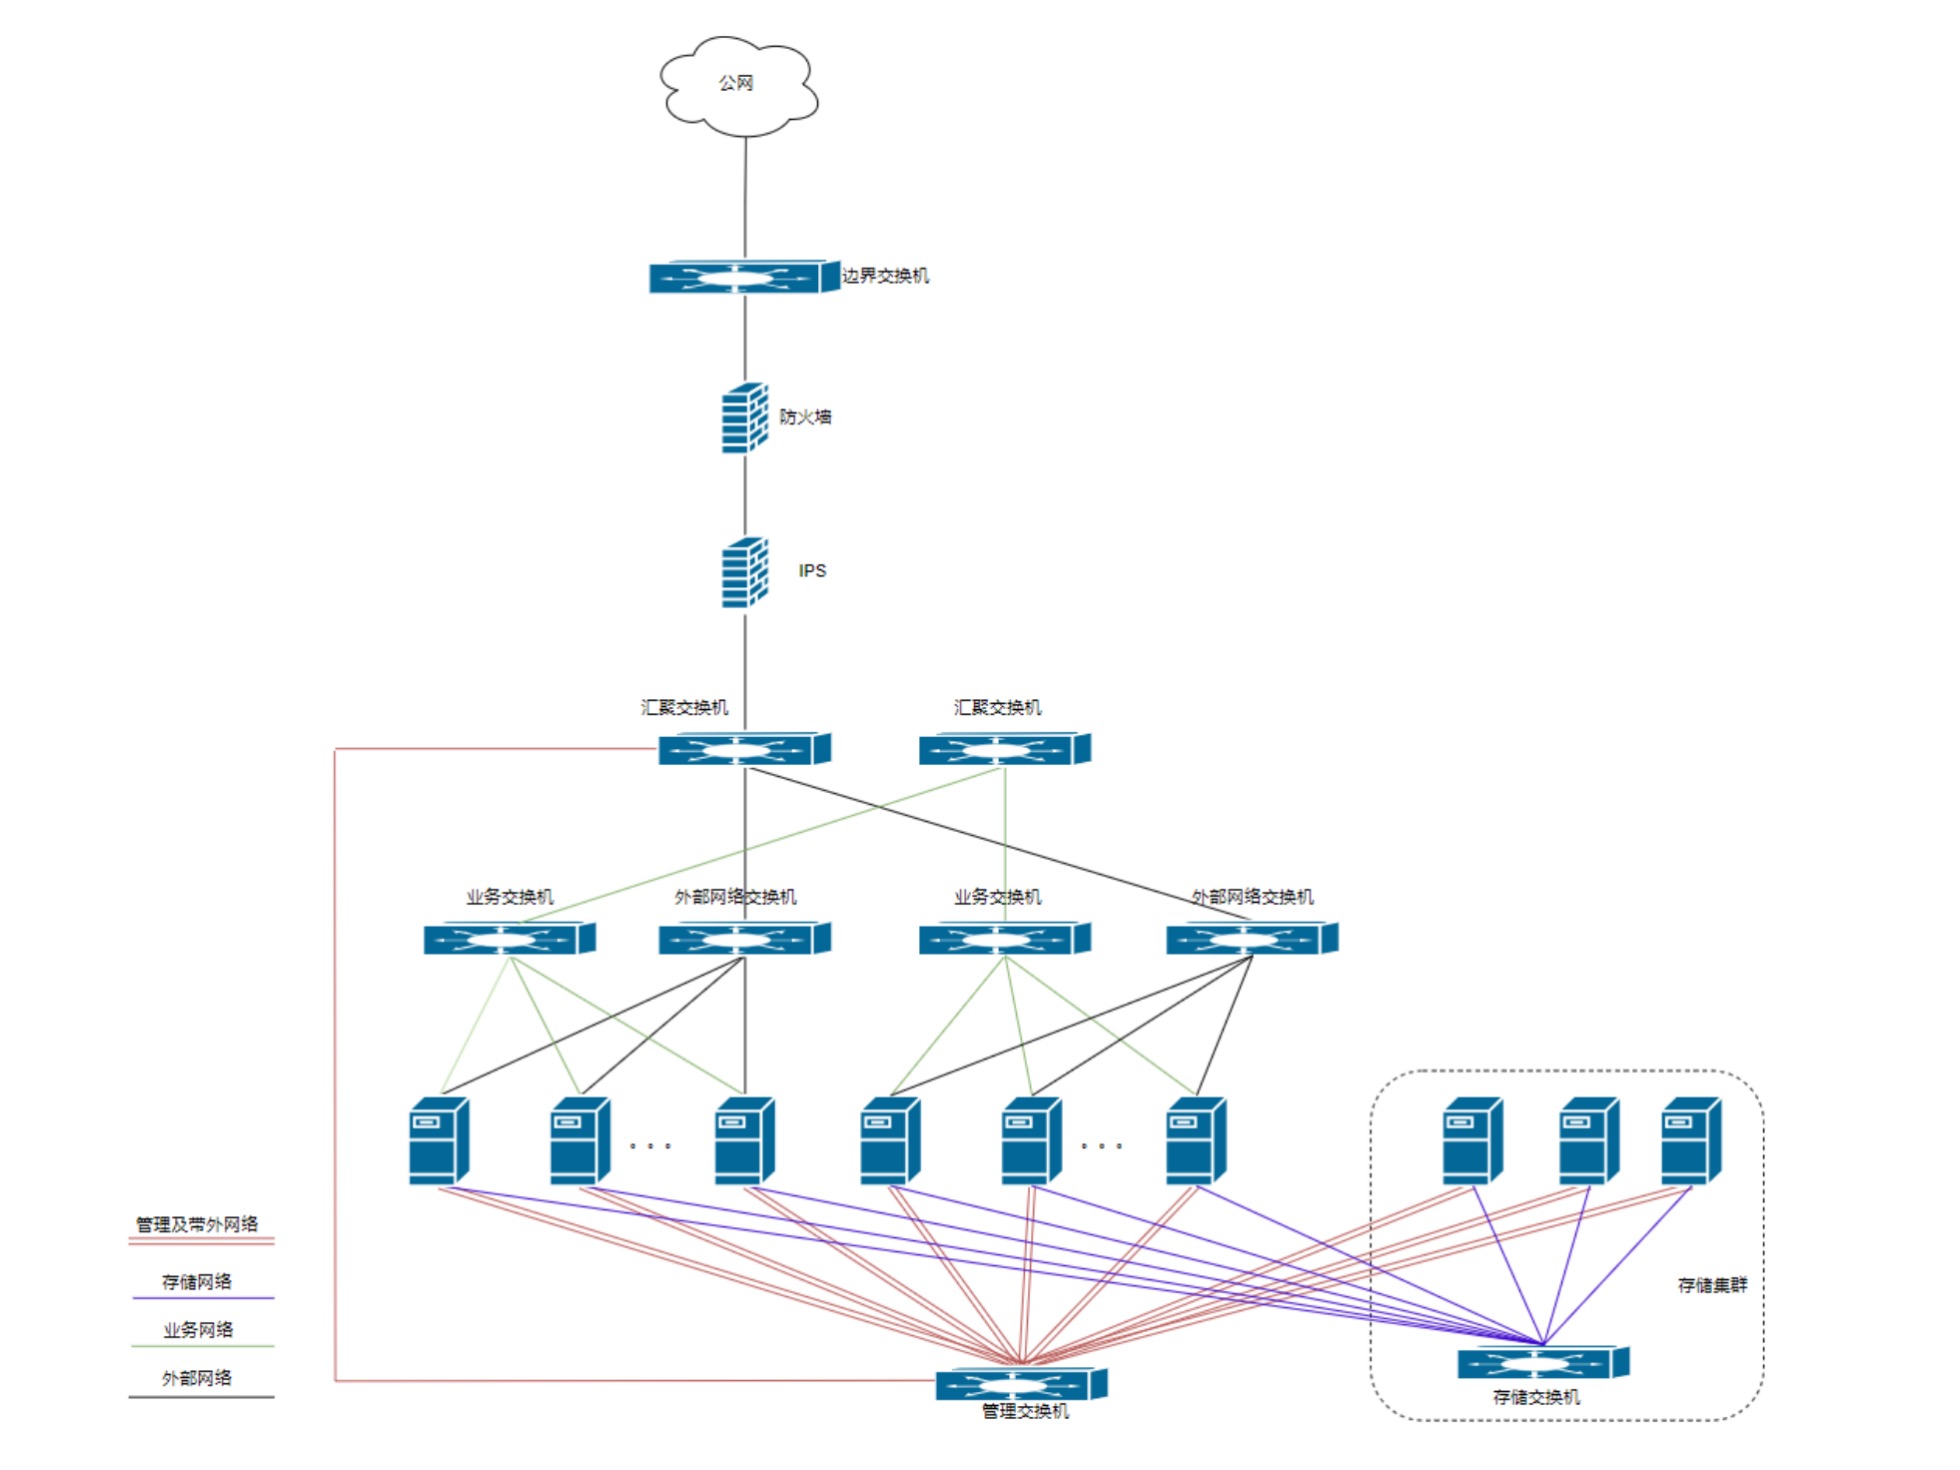 公网
边界交换机
防火墙
IPS
汇聚交换机
汇聚交换机
业务交换机
外部网络交换机
业务交换机
外部网络交换机
管理及带外网络
存储网络
业务网络
外部网络
存储集群
存储交换机
管理交换机